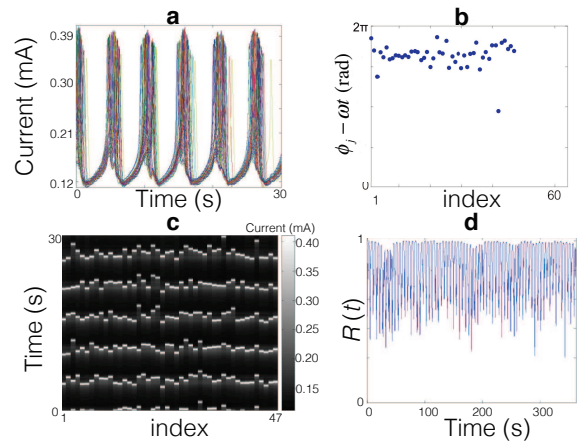 a
Current (mA)
0.39
0.30
0.21
0.12
0
30
Time (s)
b
ϕj − ωt (rad)
2π
0
1
60
index
c
Current (mA)
Time (s)
30
0
1
47
index
0.40
0.35
0.30
0.25
0.20
0.15
d
R(t)
1
0
0
100
200
300
Time (s)